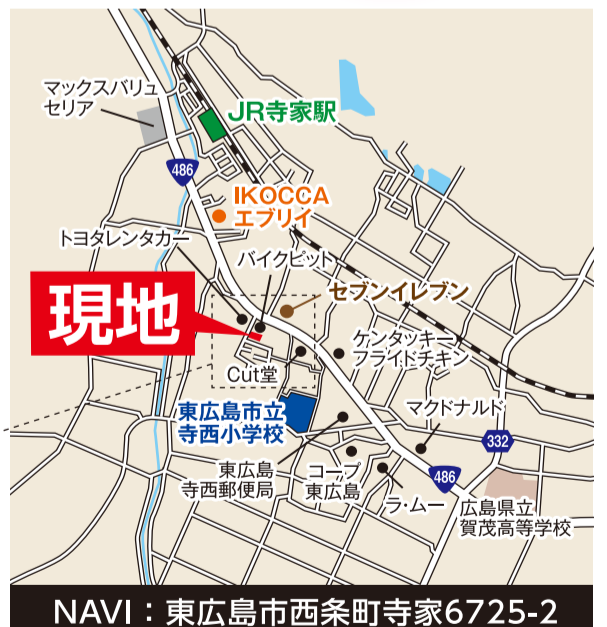 マックスバリュ
セリア
JR寺家駅
486
IKOCCA
エブリイ
トヨタレンタカー
バイクピット
セブンイレブン
現地
ケンタッキー
フライドチキン
Cut堂
東広島市立
寺西小学校
マクドナルド
332
東広島
寺西郵便局
コープ
東広島
ラ・ムー
486
広島県立
賀茂高等学校
NAVI：東広島市西条町寺家6725-2